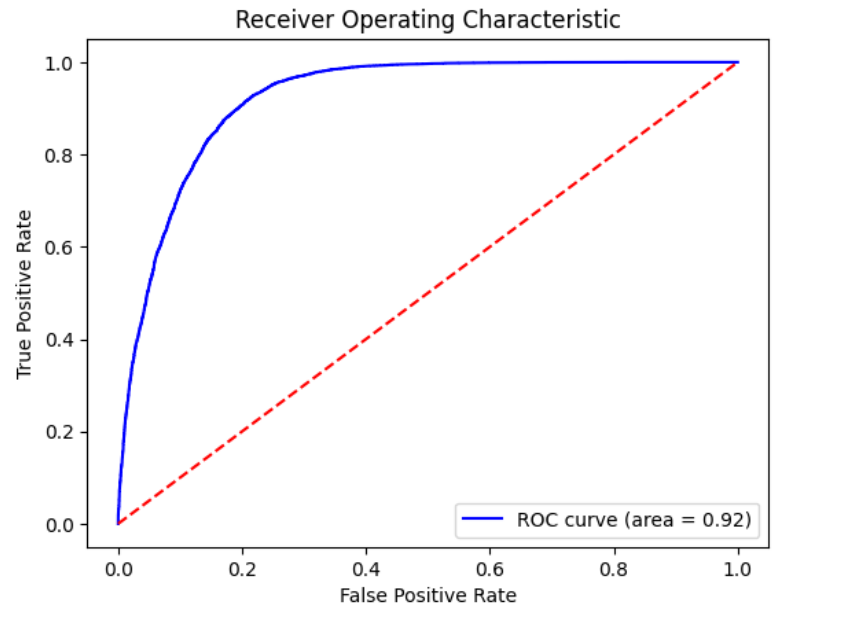 Receiver Operating Characteristic
1.0
0.8
0.6
0.4
0.2
0.0
True Positive Rate
ROC curve (area = 0.92)
0.0 0.2 0.4 0.6 0.8 1.0
False Positive Rate